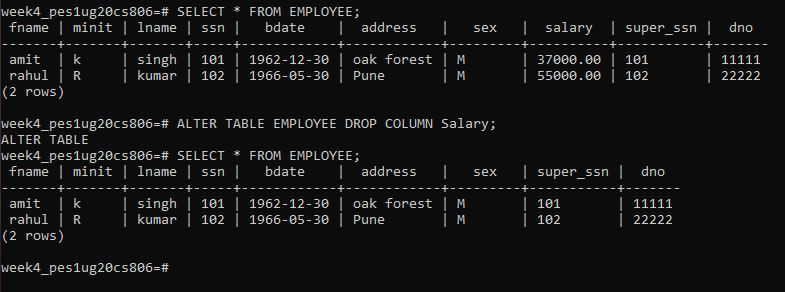 week4_pes1ug20cs806=# SELECT * FROM EMPLOYEE;
 fname | minit | lname | ssn |   bdate    |  address   |   sex   |  salary  | super_ssn |  dno
-------+-------+-------+-----+------------+------------+---------+----------+-----------+-------
 amit  | k     | singh | 101 | 1962-12-30 | oak forest | M       | 37000.00 | 101       | 11111
 rahul | R     | kumar | 102 | 1966-05-30 | Pune       | M       | 55000.00 | 102       | 22222
(2 rows)

week4_pes1ug20cs806=# ALTER TABLE EMPLOYEE DROP COLUMN Salary;
ALTER TABLE
week4_pes1ug20cs806=# SELECT * FROM EMPLOYEE;
 fname | minit | lname | ssn |   bdate    |  address   |   sex   | super_ssn |  dno
-------+-------+-------+-----+------------+------------+---------+-----------+-------
 amit  | k     | singh | 101 | 1962-12-30 | oak forest | M       | 101       | 11111
 rahul | R     | kumar | 102 | 1966-05-30 | Pune       | M       | 102       | 22222
(2 rows)

week4_pes1ug20cs806=#